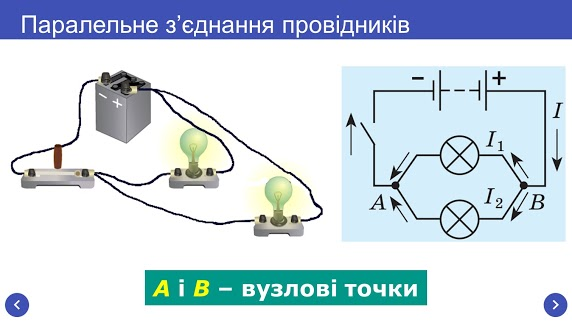 Паралельне з’єднання провідників
− +
− +
I
I₁
A B
I₂
A і B – вузлові точки